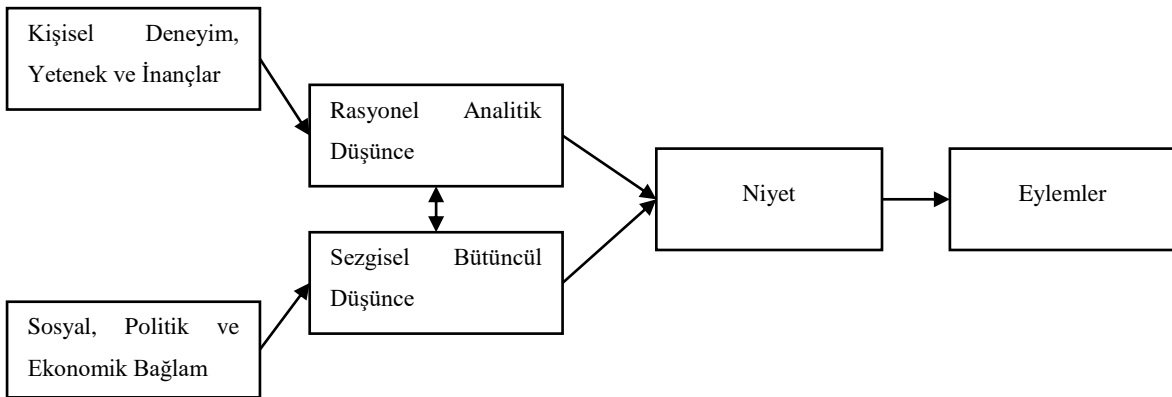 Kişisel Deneyim,
Yetenek ve İnançlar
Rasyonel Analitik
Düşünce
Sezgisel Bütüncül
Düşünce
Sosyal, Politik ve
Ekonomik Bağlam
Niyet
Eylemler